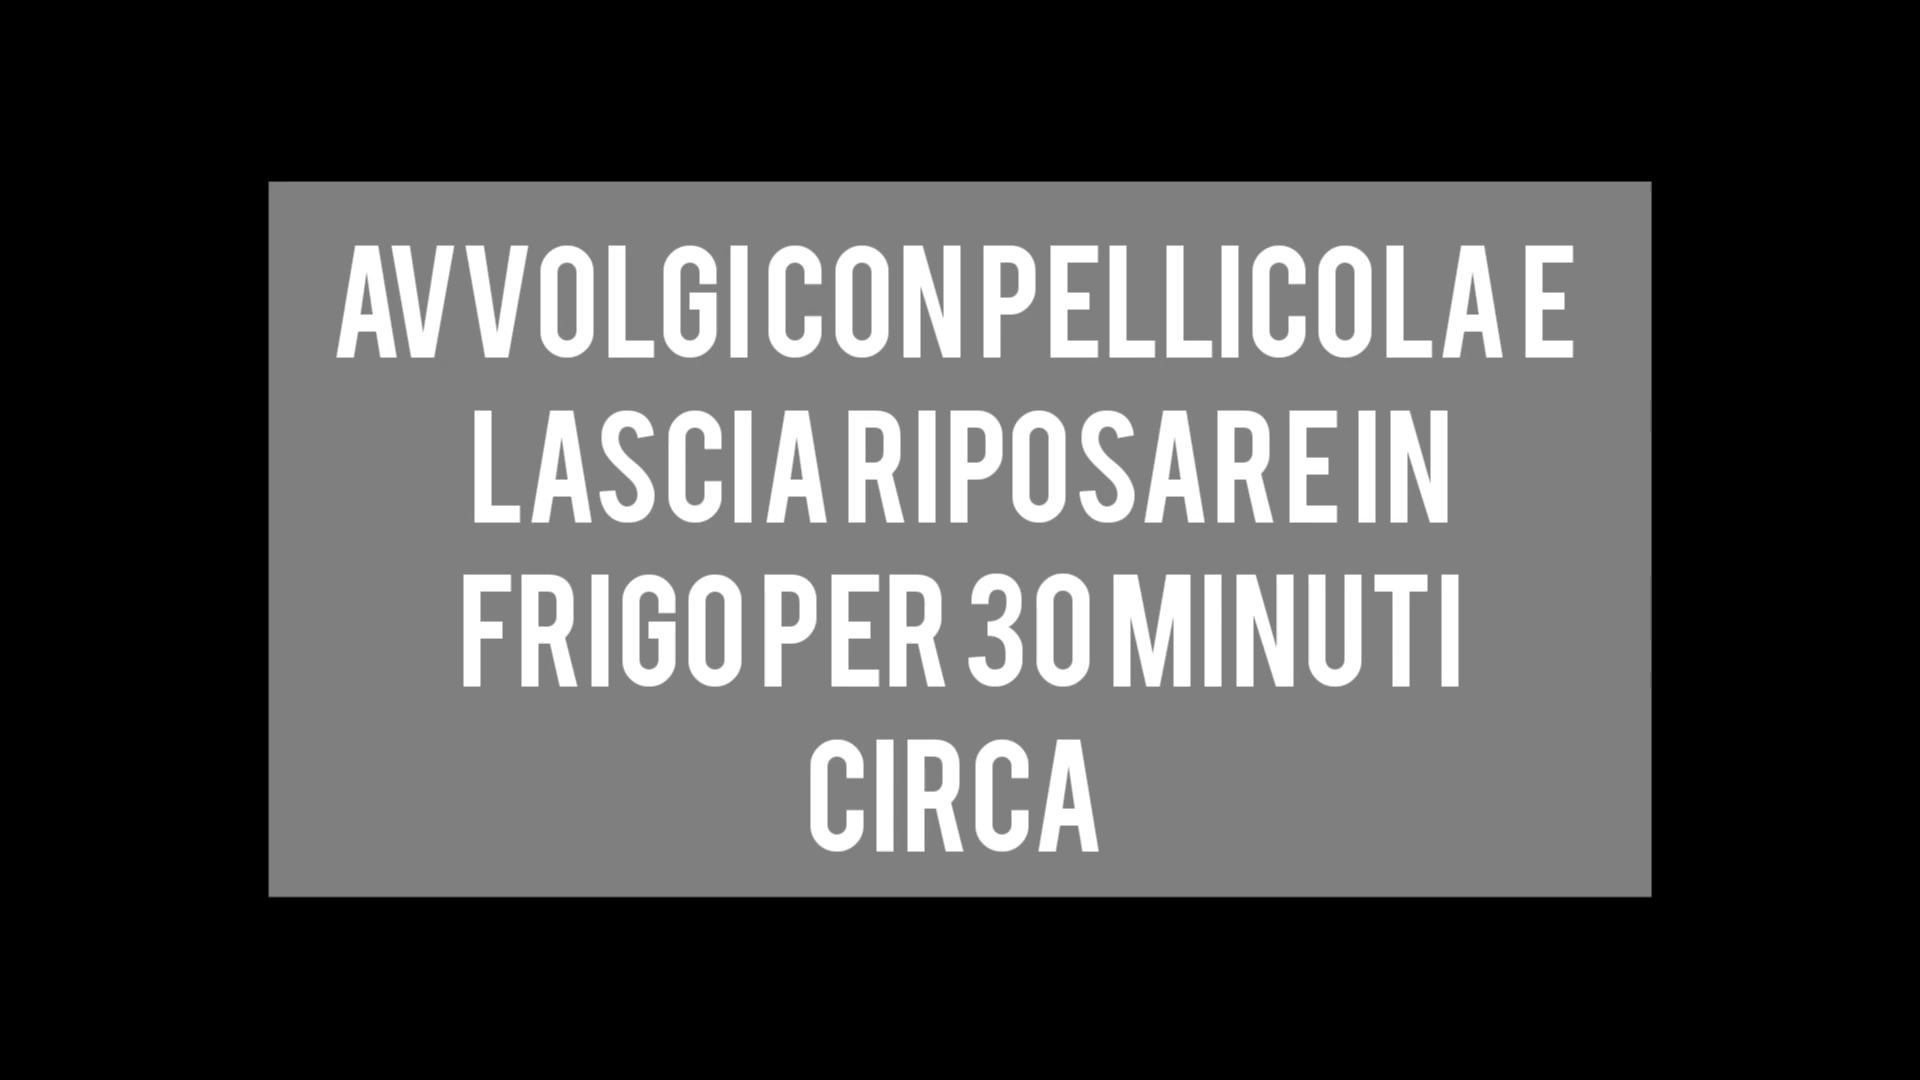 AVVOLGI CON PELLICOLA E
LASCIA RIPOSARE IN
FRIGO PER 30 MINUTI
CIRCA